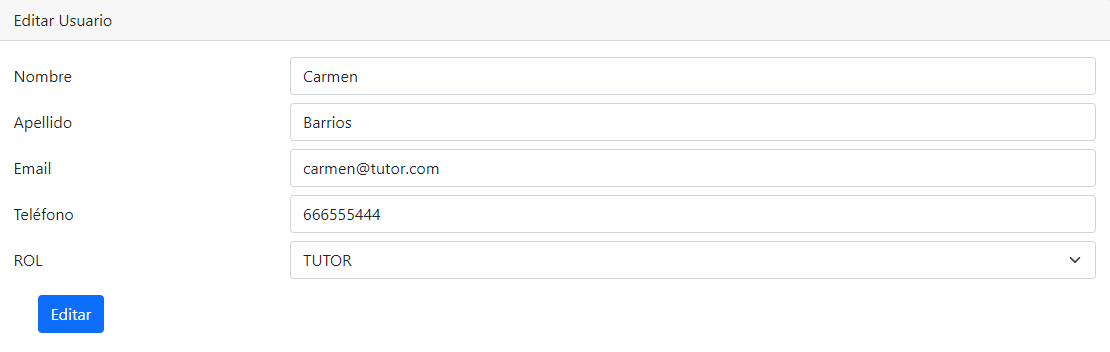 Editar Usuario
Nombre Carmen
Apellido Barrios
Email carmen@tutor.com
Teléfono 666555444
ROL TUTOR
Editar